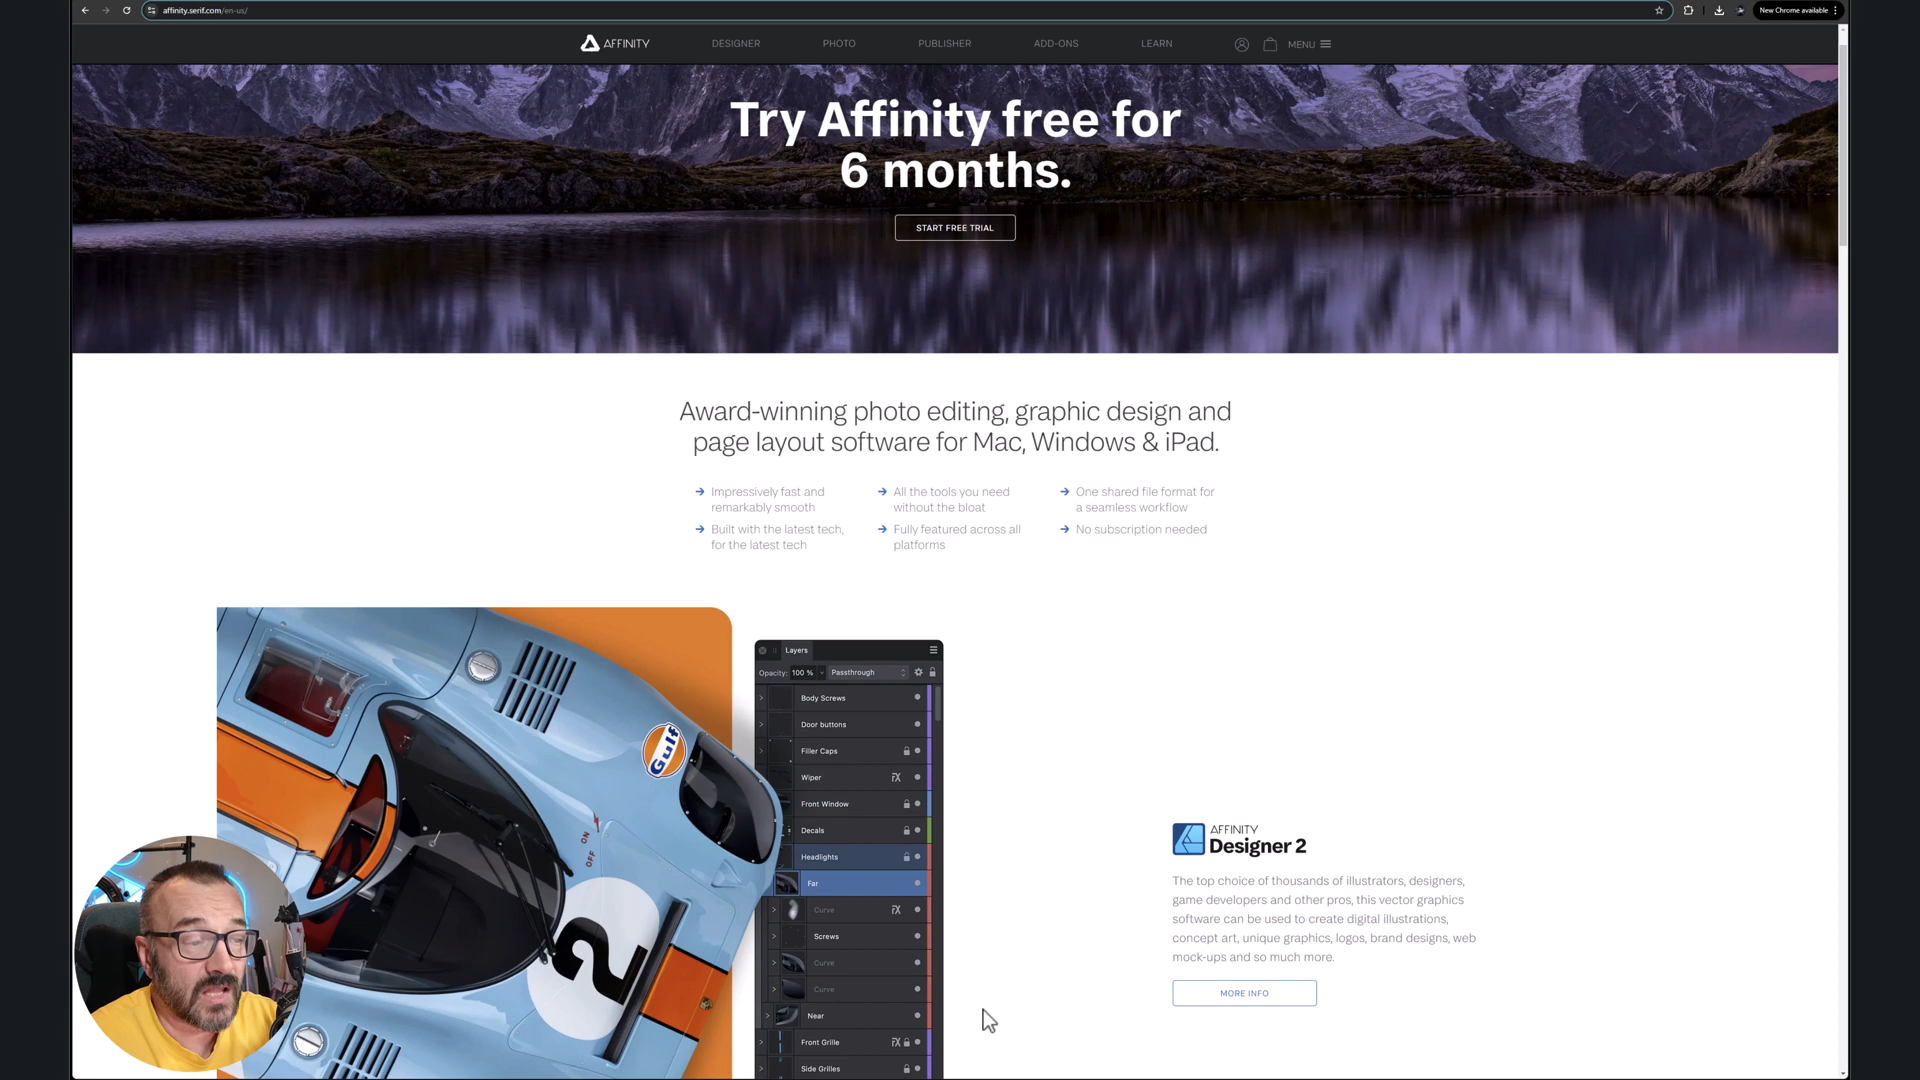 affinity.serif.com/en-us/
New Chrome available
AFFINITY
DESIGNER
PHOTO
PUBLISHER
ADD-ONS
LEARN
MENU
Try Affinity free for
6 months.
START FREE TRIAL
Award-winning photo editing, graphic design and
page layout software for Mac, Windows & iPad.
Impressively fast and
remarkably smooth
All the tools you need
without the bloat
One shared file format for
a seamless workflow
Built with the latest tech,
for the latest tech
Fully featured across all
platforms
No subscription needed
Gulf
ON
OFF
2
Layers
Opacity: 100 %
Passthrough
Body Screws
Door buttons
Filler Caps
Wiper
Front Window
Decals
Headlights
Far
Curve
Screws
Curve
Curve
Near
Front Grille
Side Grilles
AFFINITY
Designer 2
The top choice of thousands of illustrators, designers,
game developers and other pros, this vector graphics
software can be used to create digital illustrations,
concept art, unique graphics, logos, brand designs, web
mock-ups and so much more.
MORE INFO